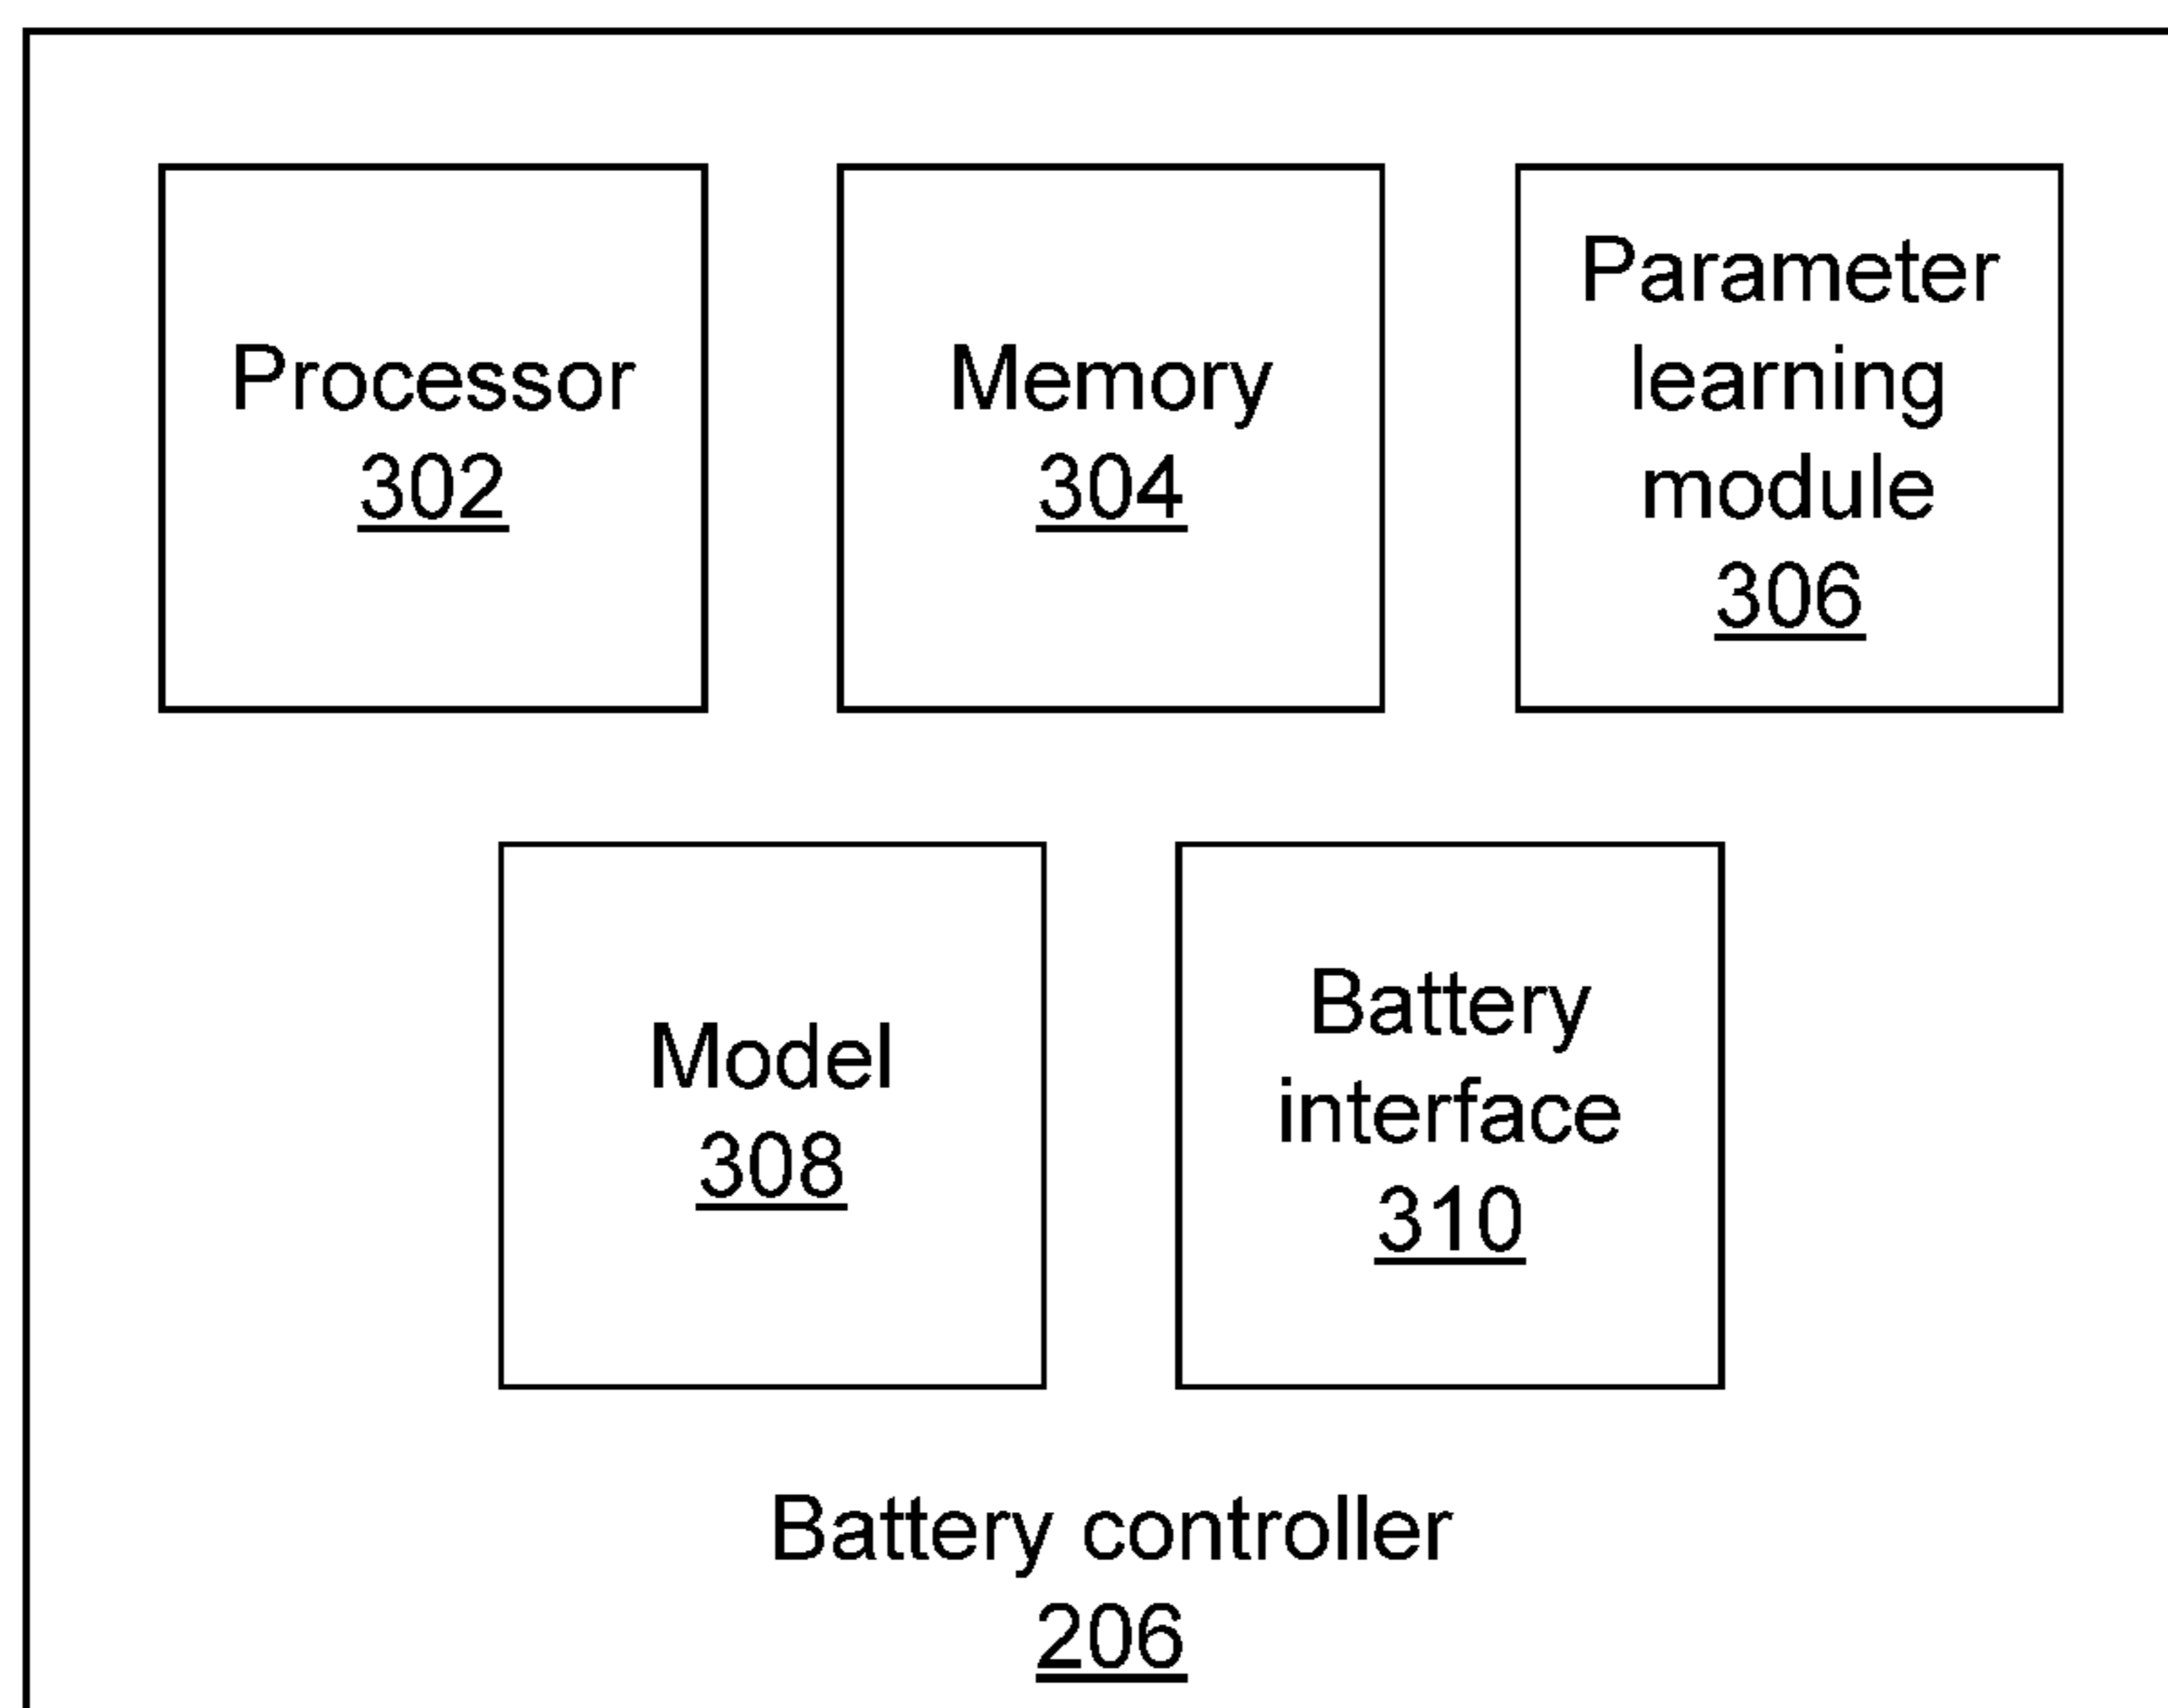 Processor
302
Memory
304
Parameter
learning
module
306
Model
308
Battery
interface
310
Battery controller
206